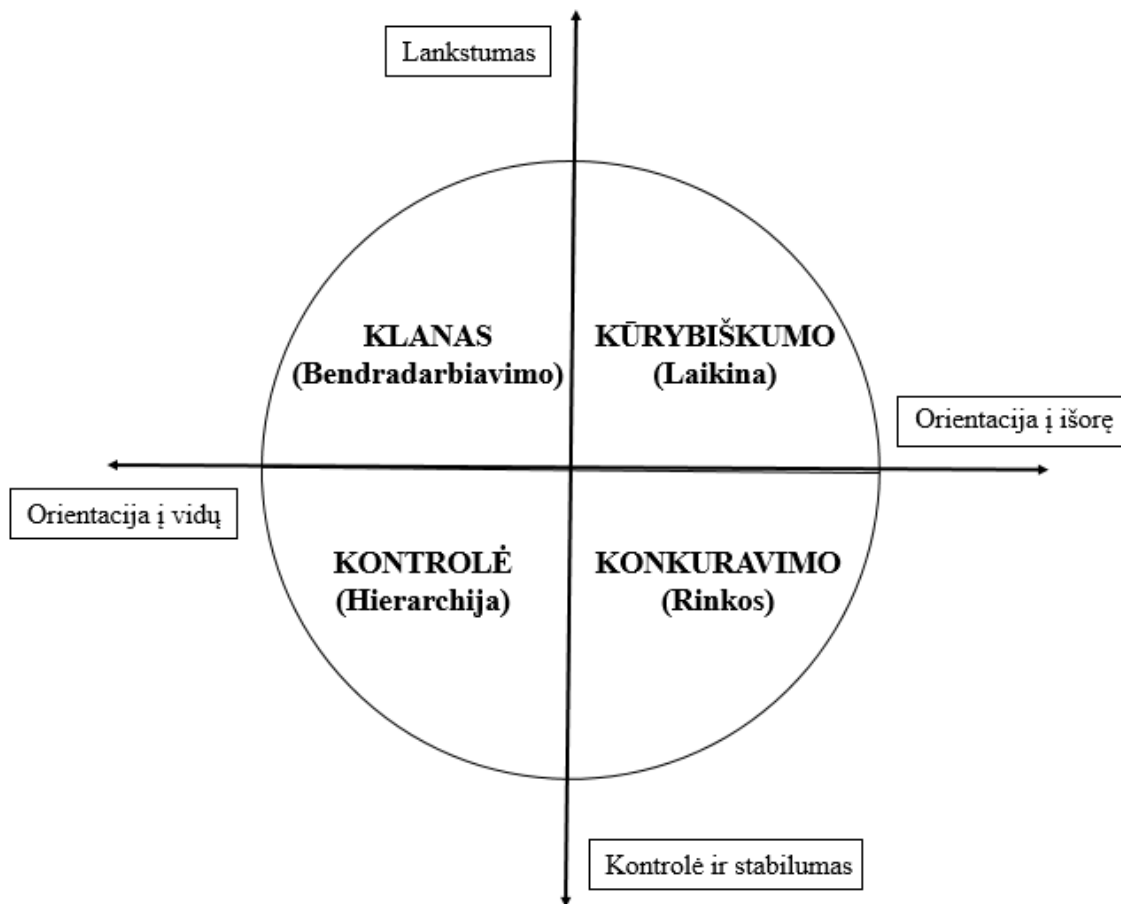 Lankstumas
KLANAS
(Bendradarbiavimo)
KŪRYBIŠKUMO
(Laikina)
Orientacija į išorę
Orientacija į vidų
KONTROLĖ
(Hierarchija)
KONKURAVIMO
(Rinkos)
Kontrolė ir stabilumas